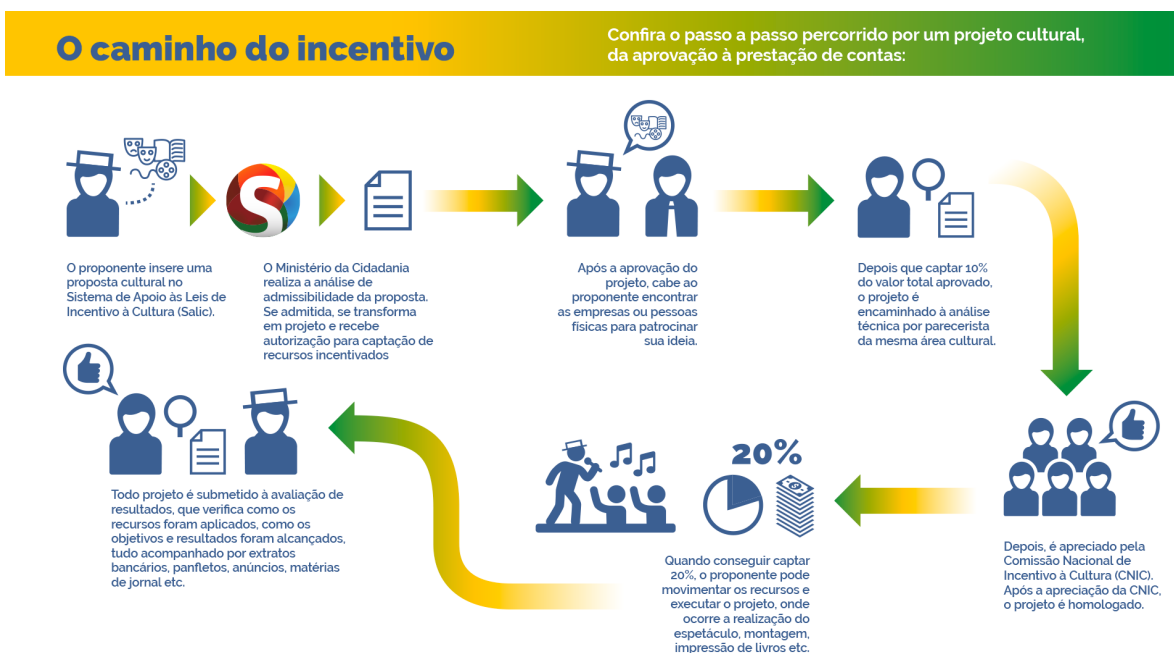 O caminho do incentivo
Confira o passo a passo percorrido por um projeto cultural,
da aprovação à prestação de contas:
S
O proponente insere uma
proposta cultural no
Sistema de Apoio às Leis de
Incentivo à Cultura (Salic).
O Ministério da Cidadania
realiza a análise de
admissibilidade da proposta.
Se admitida, se transforma
em projeto e recebe
autorização para captação de
recursos incentivados
Após a aprovação do
projeto, cabe ao
proponente encontrar
as empresas ou pessoas
físicas para patrocinar
sua ideia.
Depois que captar 10%
do valor total aprovado,
o projeto é
encaminhado à análise
técnica por parecerista
da mesma área cultural.
Depois, é apreciado pela
Comissão Nacional de
Incentivo à Cultura (CNIC).
Após a apreciação da CNIC,
o projeto é homologado.
20%
$
Quando conseguir captar
20%, o proponente pode
movimentar os recursos e
executar o projeto, onde
ocorre a realização do
espetáculo, montagem,
impressão de livros etc.
Todo projeto é submetido à avaliação de
resultados, que verifica como os
recursos foram aplicados, como os
objetivos e resultados foram alcançados,
tudo acompanhado por extratos
bancários, panfletos, anúncios, matérias
de jornal etc.